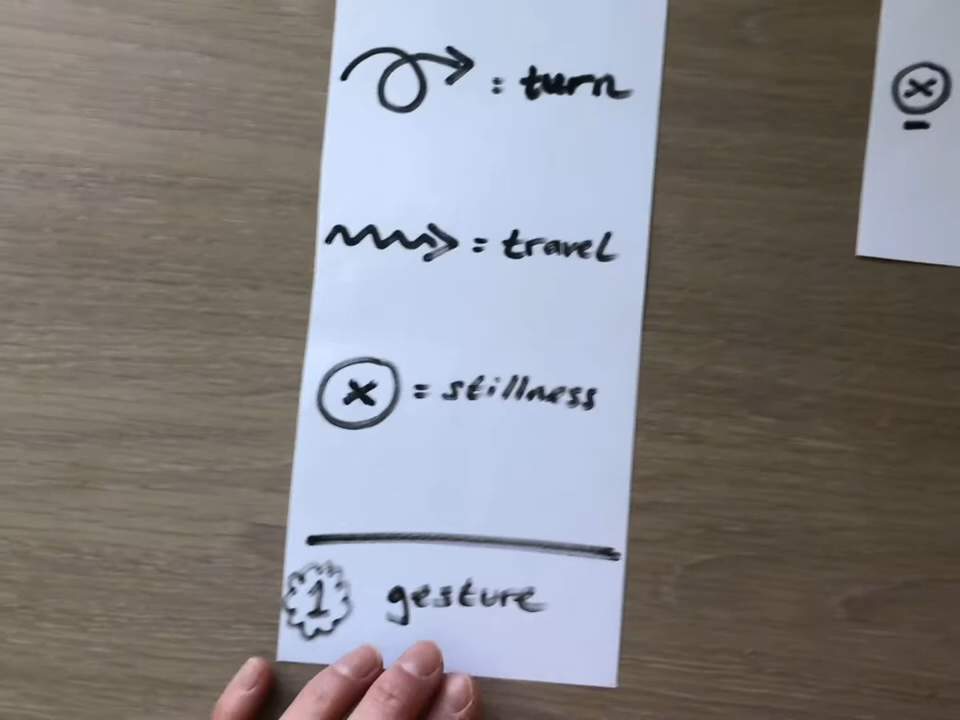 : turn
= travel
x = stillness
1 gesture
x